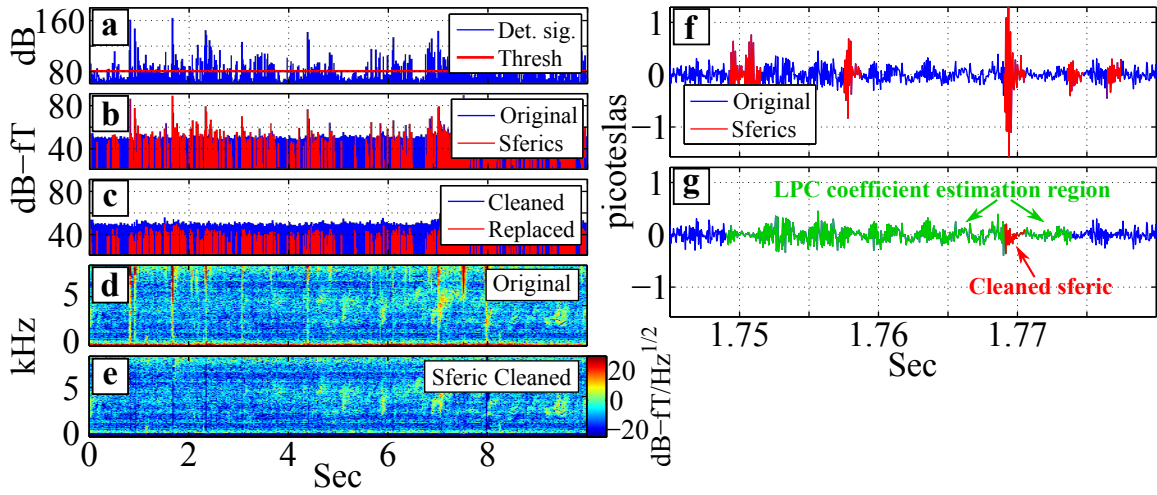 a
160
80
dB
Det. sig.
Thresh
b
80
40
Original
Sferics
dB−fT
c
80
40
Cleaned
Replaced
d
5
0
Original
kHz
e
5
0
Sferic Cleaned
20
0
−20
dB−fT/Hz^1/2
0 2 4 6 8
Sec
f
1
0
−1
Original
Sferics
picoteslas
g
1
0
−1
LPC coefficient estimation region
Cleaned sferic
1.75 1.76 1.77
Sec